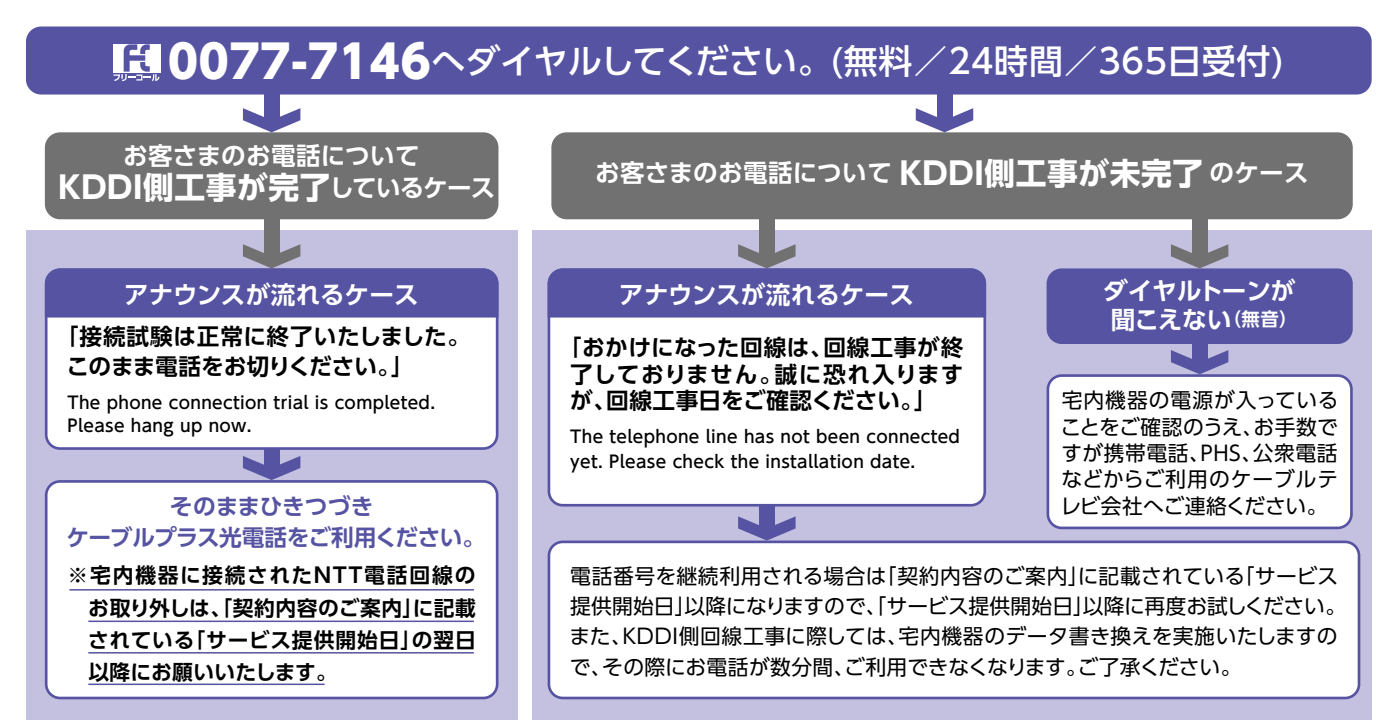 フリーコール 0077-7146へダイヤルしてください。(無料／24時間／365日受付)
お客さまのお電話について
KDDI側工事が完了しているケース
アナウンスが流れるケース
「接続試験は正常に終了いたしました。
このまま電話をお切りください。」
The phone connection trial is completed.
Please hang up now.
そのままひきつづき
ケーブルプラス光電話をご利用ください。
※宅内機器に接続されたNTT電話回線の
お取り外しは、「契約内容のご案内」に記載
されている「サービス提供開始日」の翌日
以降にお願いいたします。
お客さまのお電話について KDDI側工事が未完了 のケース
アナウンスが流れるケース
「おかけになった回線は、回線工事が終
了しておりません。誠に恐れ入ります
が、回線工事日をご確認ください。」
The telephone line has not been connected
yet. Please check the installation date.
ダイヤルトーンが
聞こえない(無音)
宅内機器の電源が入っている
ことをご確認のうえ、お手数で
すが携帯電話、PHS、公衆電話
などからご利用のケーブルテ
レビ会社へご連絡ください。
電話番号を継続利用される場合は「契約内容のご案内」に記載されている「サービス
提供開始日」以降になりますので、「サービス提供開始日」以降に再度お試しください。
また、KDDI側回線工事に際しては、宅内機器のデータ書き換えを実施いたしますの
で、その際にお電話が数分間、ご利用できなくなります。ご了承ください。